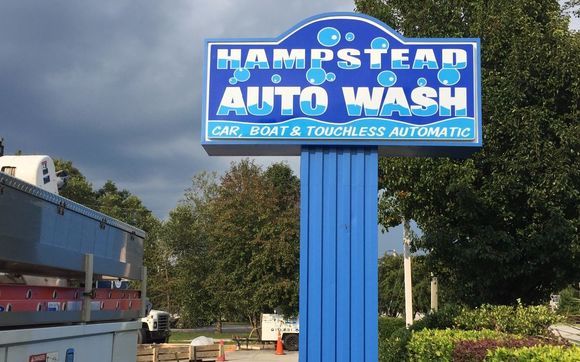 HAMPSTEAD
AUTO WASH
CAR, BOAT & TOUCHLESS AUTOMATIC